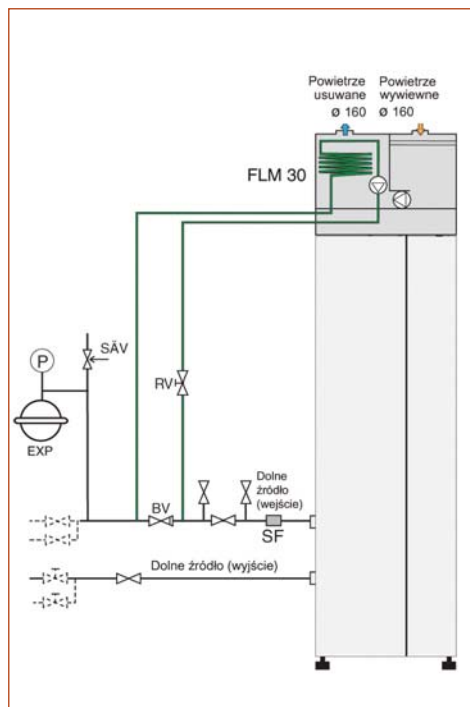 Powietrze
usuwane
ø 160
Powietrze
wywiewne
ø 160
FLM 30
SÄV
P
EXP
RV
BV
Dolne
źródło
(wejście)
SF
Dolne źródło (wyjście)